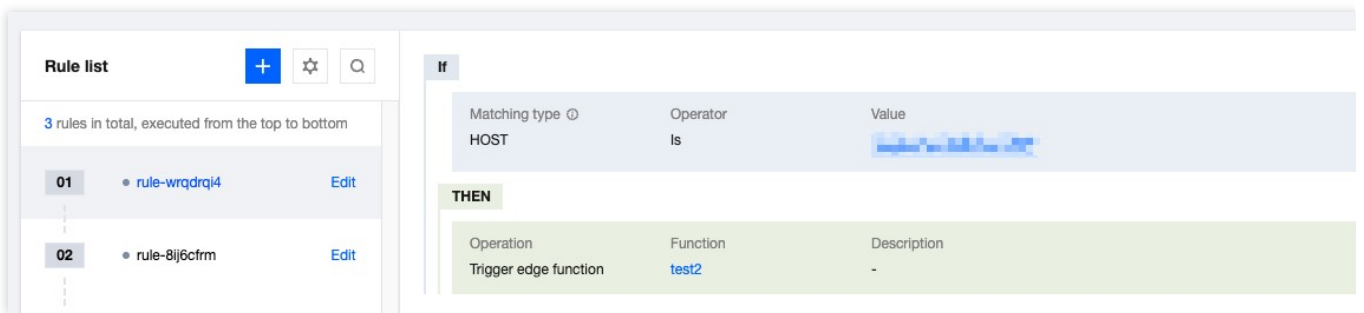 Rule list
3 rules in total, executed from the top to bottom
01 rule-wrqdrqi4 Edit
02 rule-8ij6cfrm Edit
If
Matching type Operator Value
HOST Is
THEN
Operation Function Description
Trigger edge function test2 -